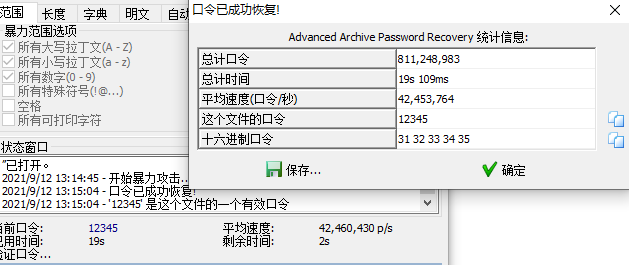 口令已成功恢复!
范围 长度 字典 明文 自动
暴力范围选项
所有大写拉丁文(A - Z)
所有小写拉丁文(a - z)
所有数字(0 - 9)
所有特殊符号(!@...)
空格
所有可打印字符
Advanced Archive Password Recovery 统计信息:
总计口令 811,248,983
总计时间 19s 109ms
平均速度(口令/秒) 42,453,764
这个文件的口令 12345
十六进制口令 31 32 33 34 35
保存... 确定
状态窗口
"已打开。
2021/9/12 13:14:45 - 开始暴力攻击...
2021/9/12 13:15:04 - 口令已成功恢复!
2021/9/12 13:15:04 - '12345' 是这个文件的一个有效口令
当前口令: 12345 平均速度: 42,460,430 p/s
已用时间: 19s 剩余时间: 2s
验证口令...